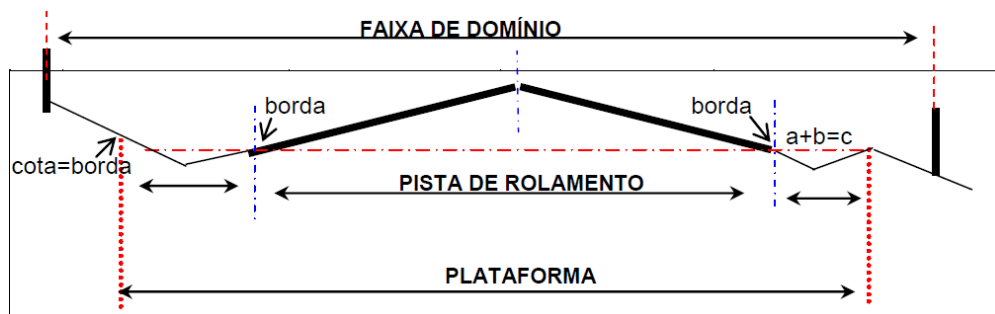 FAIXA DE DOMÍNIO
borda
borda
a+b=c
cota=borda
PISTA DE ROLAMENTO
PLATAFORMA